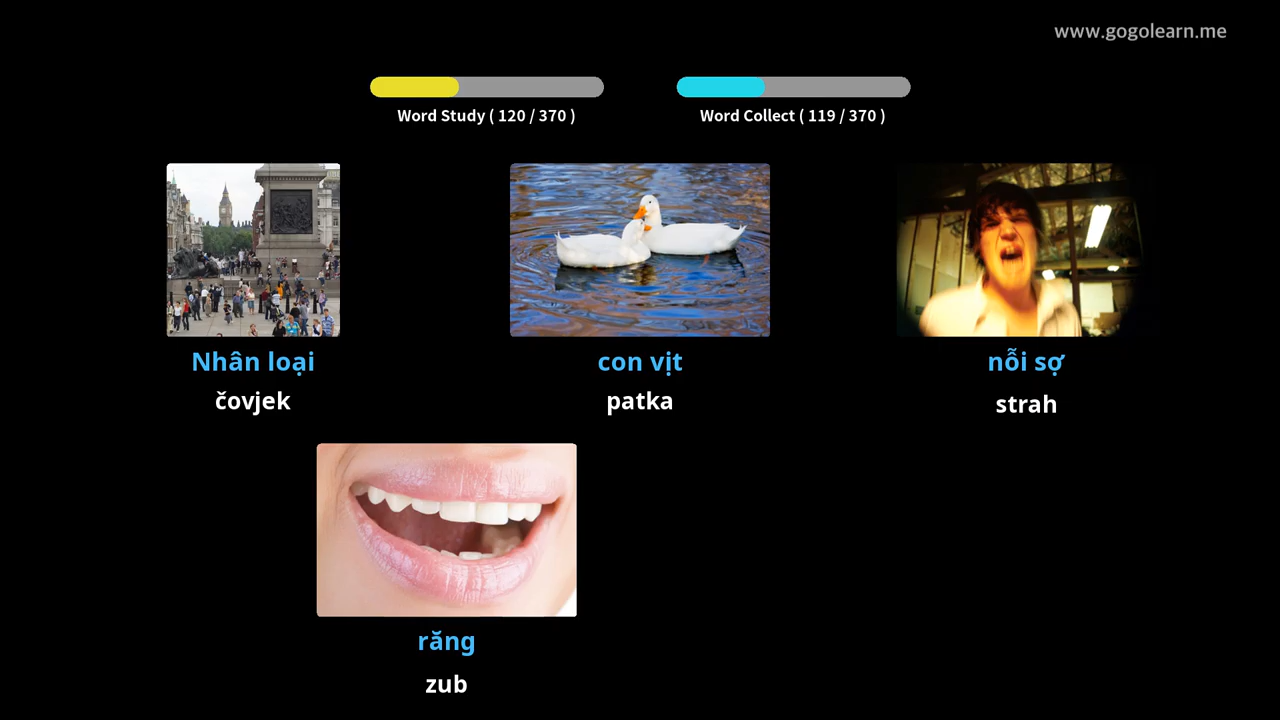 www.gogolearn.me
Word Study ( 120 / 370 )
Word Collect ( 119 / 370 )
Nhân loại
čovjek
con vịt
patka
nỗi sợ
strah
răng
zub